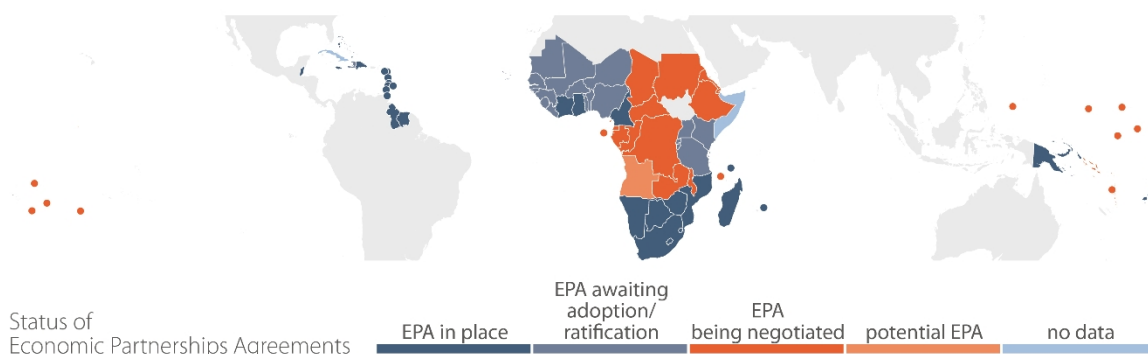 Status of
Economic Partnerships Agreements
EPA in place
EPA awaiting
adoption/
ratification
EPA
being negotiated
potential EPA
no data